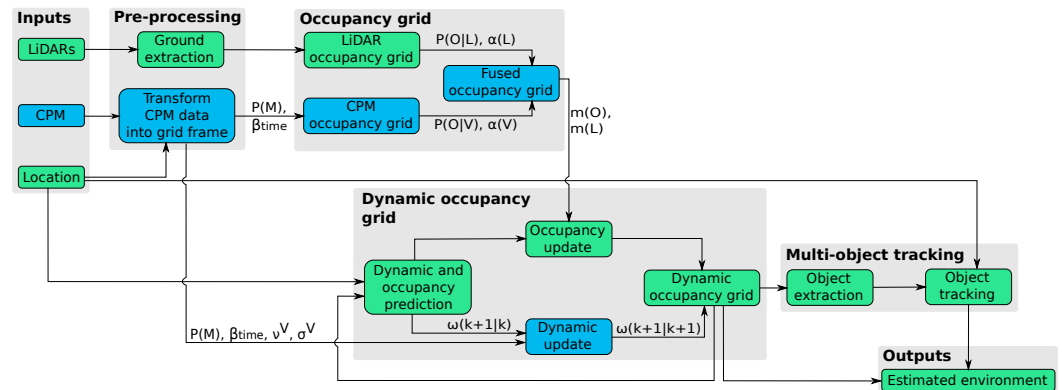 Inputs
Pre-processing
Occupancy grid
LiDARs
Ground
extraction
LiDAR
occupancy grid
P(O|L), α(L)
Fused
occupancy grid
CPM
Transform
CPM data
into grid frame
P(M),
βtime
CPM
occupancy grid
P(O|V), α(V)
m(O),
m(L)
Location
Dynamic occupancy
grid
Occupancy
update
Dynamic and
occupancy
prediction
Dynamic
occupancy grid
ω(k+1|k)
Dynamic
update
ω(k+1|k+1)
P(M), βtime, νV, σV
Multi-object tracking
Object
extraction
Object
tracking
Outputs
Estimated environment